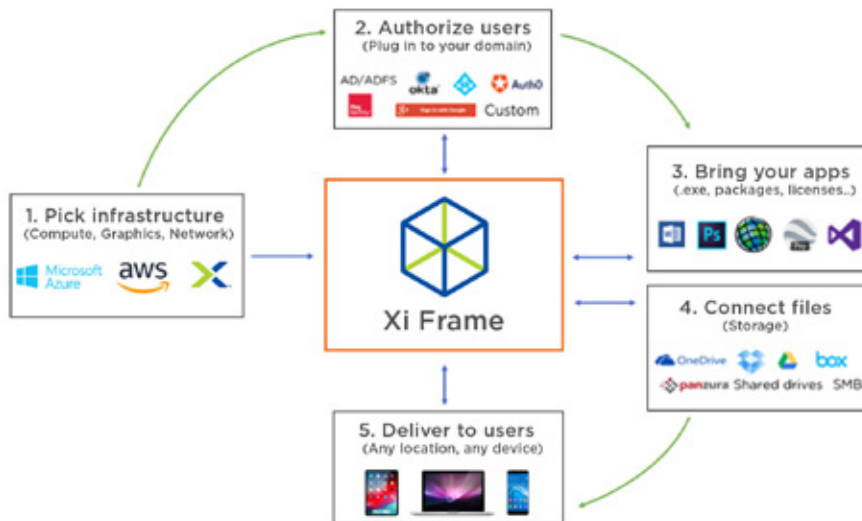 2. Authorize users
(Plug in to your domain)
AD/ADFS
okta
Auth0
Custom
1. Pick infrastructure
(Compute, Graphics, Network)
Microsoft
Azure
aws
Xi Frame
3. Bring your apps
(.exe, packages, licenses..)
Ps
4. Connect files
(Storage)
OneDrive
box
panzura Shared drives SMB
5. Deliver to users
(Any location, any device)